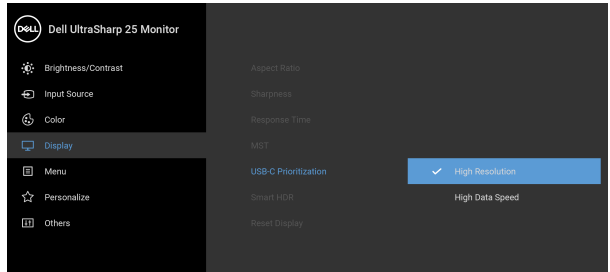 DELL Dell UltraSharp 25 Monitor
Brightness/Contrast
Input Source
Color
Display
Menu
Personalize
Others
Aspect Ratio
Sharpness
Response Time
MST
USB-C Prioritization
Smart HDR
Reset Display
High Resolution
High Data Speed